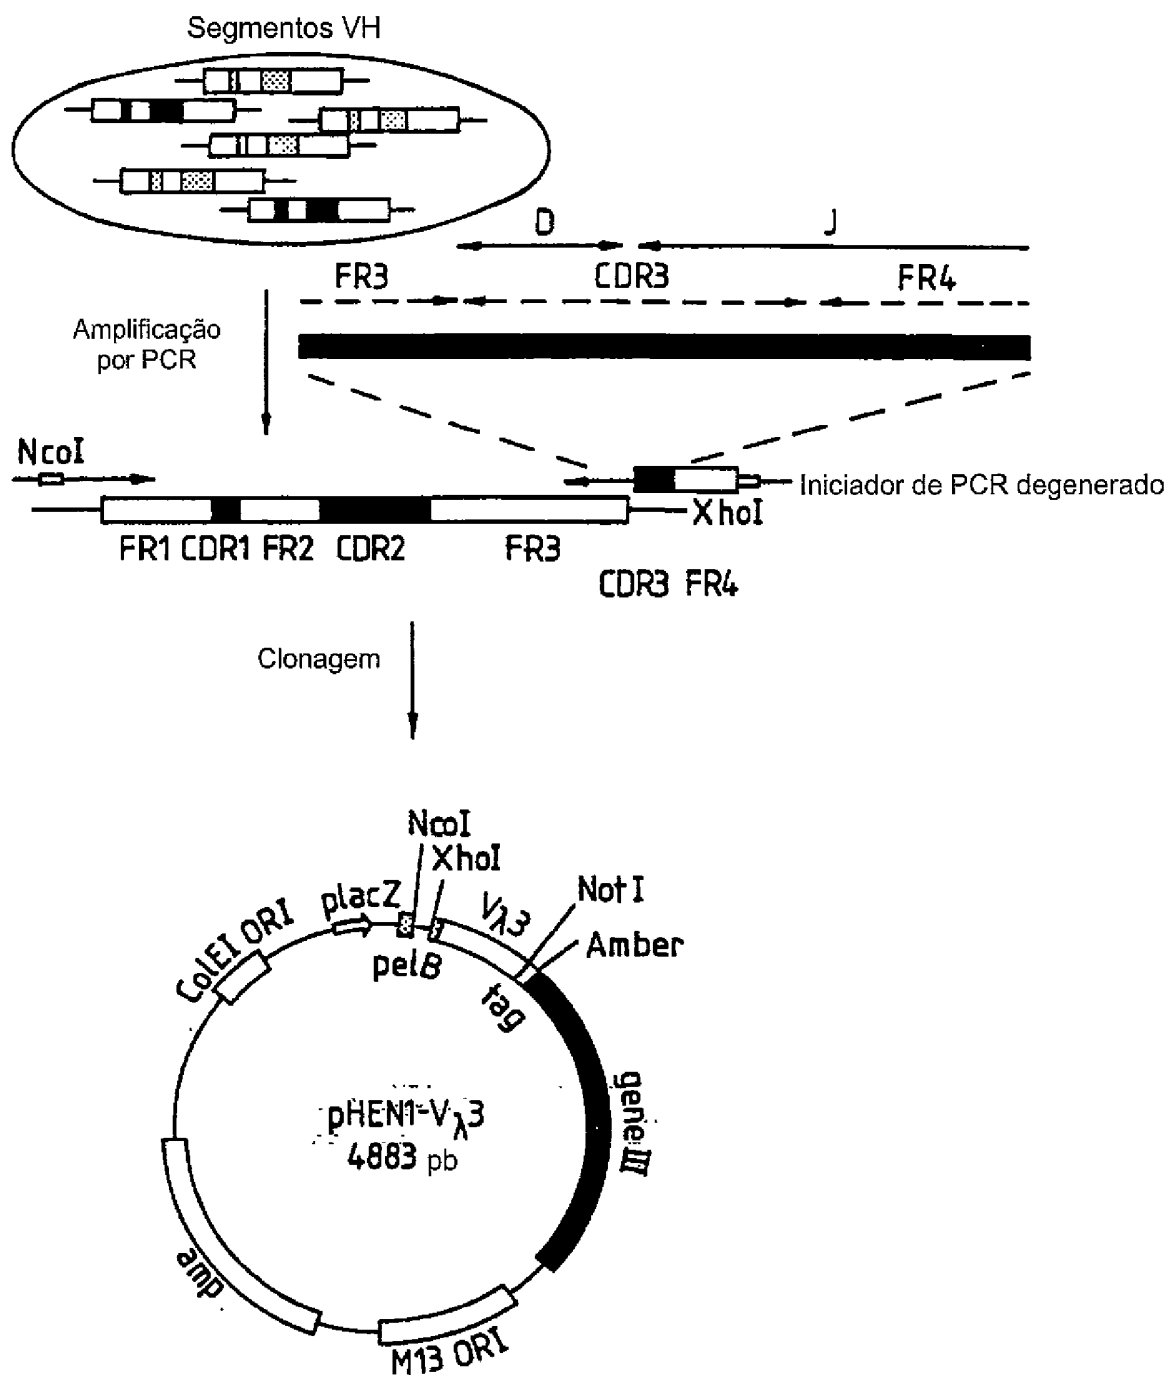 Segmentos VH
D J
FR3 CDR3 FR4
Amplificação
por PCR
NcoI
Iniciador de PCR degenerado
XhoI
FR1 CDR1 FR2 CDR2 FR3
CDR3 FR4
Clonagem
NcoI
XhoI
NotI
placZ
Vλ3
Amber
ColEI ORI
pelB
tag
gene III
pHEN1-Vλ3
4883 pb
amp
M13 ORI